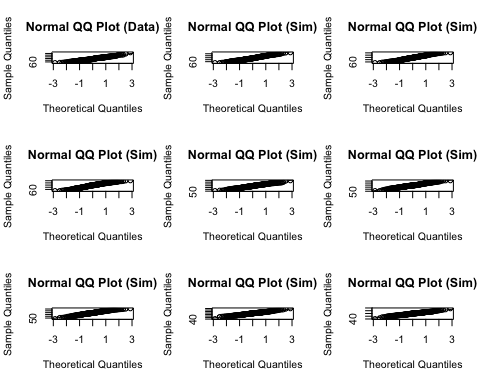 Normal QQ Plot (Data) Normal QQ Plot (Sim) Normal QQ Plot (Sim)
Sample Quantiles Sample Quantiles Sample Quantiles
60 60 60
-3 -1 1 3 -3 -1 1 3 -3 -1 1 3
Theoretical Quantiles Theoretical Quantiles Theoretical Quantiles
Normal QQ Plot (Sim) Normal QQ Plot (Sim) Normal QQ Plot (Sim)
Sample Quantiles Sample Quantiles Sample Quantiles
60 50 50
-3 -1 1 3 -3 -1 1 3 -3 -1 1 3
Theoretical Quantiles Theoretical Quantiles Theoretical Quantiles
Normal QQ Plot (Sim) Normal QQ Plot (Sim) Normal QQ Plot (Sim)
Sample Quantiles Sample Quantiles Sample Quantiles
50 40 40
-3 -1 1 3 -3 -1 1 3 -3 -1 1 3
Theoretical Quantiles Theoretical Quantiles Theoretical Quantiles